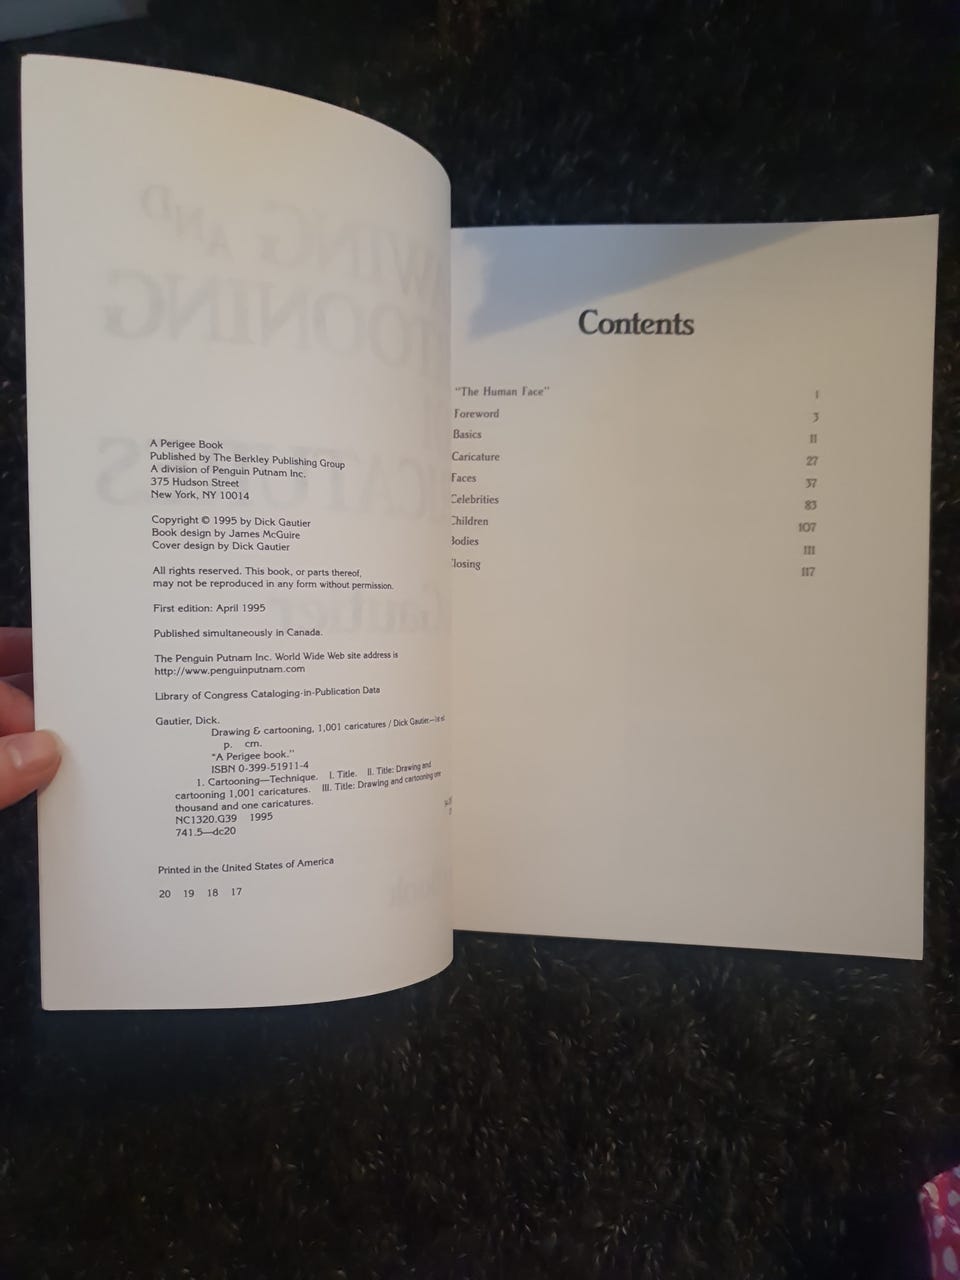 A Perigee Book
Published by The Berkley Publishing Group
A division of Penguin Putnam Inc.
375 Hudson Street
New York, NY 10014
Copyright © 1995 by Dick Gautier
Book design by James McGuire
Cover design by Dick Gautier
All rights reserved. This book, or parts thereof,
may not be reproduced in any form without permission.
First edition: April 1995
Published simultaneously in Canada.
The Penguin Putnam Inc. World Wide Web site address is
http://www.penguinputnam.com
Library of Congress Cataloging-in-Publication Data
Gautier, Dick.
Drawing & cartooning, 1,001 caricatures / Dick Gautier—
p. cm.
"A Perigee book."
ISBN 0-399-51911-4
1. Cartooning—Technique. I. Title. II. Title: Drawing and
cartooning 1,001 caricatures. III. Title: Drawing and cartooning one
thousand and one caricatures.
NC1320.G39 1995
741.5—dc20
Printed in the United States of America
20 19 18 17
Contents
"The Human Face" 1
Foreword 3
Basics 11
Caricature 27
Faces 37
Celebrities 83
Children 107
Bodies 111
Closing 117